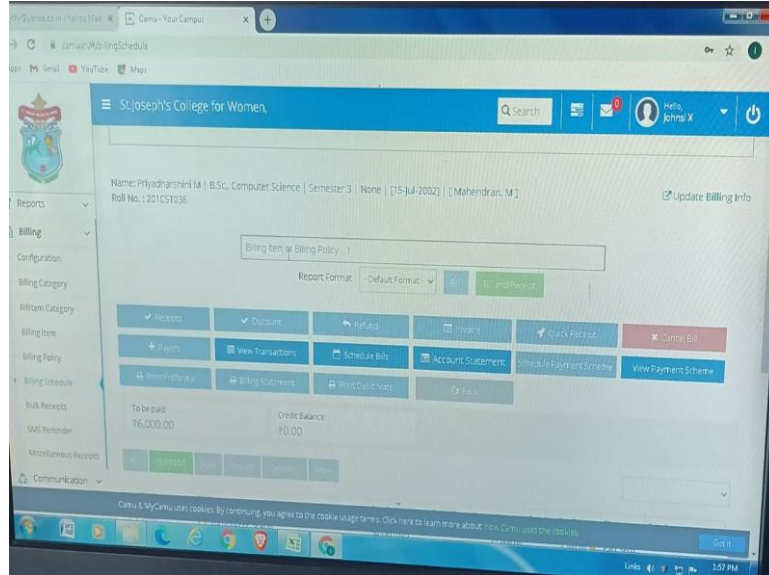 Camu - Your Campus
camu.in/#/billingSchedule
Gmail YouTube Maps
St.Joseph's College for Women,
Search
Hello,
Johnsi X
Name: Priyadharshini M | B.Sc., Computer Science | Semester 3 | None | [15-Jul-2002] | [ Mahendran. M ]
Roll No. : 201CST036
Update Billing Info
Reports
Billing
Configuration
Billing Category
Billitem Category
Billing Item
Billing Policy
Billing Schedule
Bulk Receipts
SMS Reminder
Miscellaneous Receipts
Communication
Billing Item or Billing Policy ...!
Report Format: - Default Format -
Receipts Discount Refund Invoice Quick Receipt Cancel Bill
Payers View Transactions Schedule Bills Account Statement Schedule Payment Scheme View Payment Scheme
Print Proforma Billing Statement Print Debit Note Back
To be paid:
₹6,000.00
Credit Balance:
₹0.00
CURRENT
Camu & MyCamu uses cookies. By continuing, you agree to the cookie usage terms. Click here to learn more about how Camu uses the cookies
Got It
Links
1:57 PM